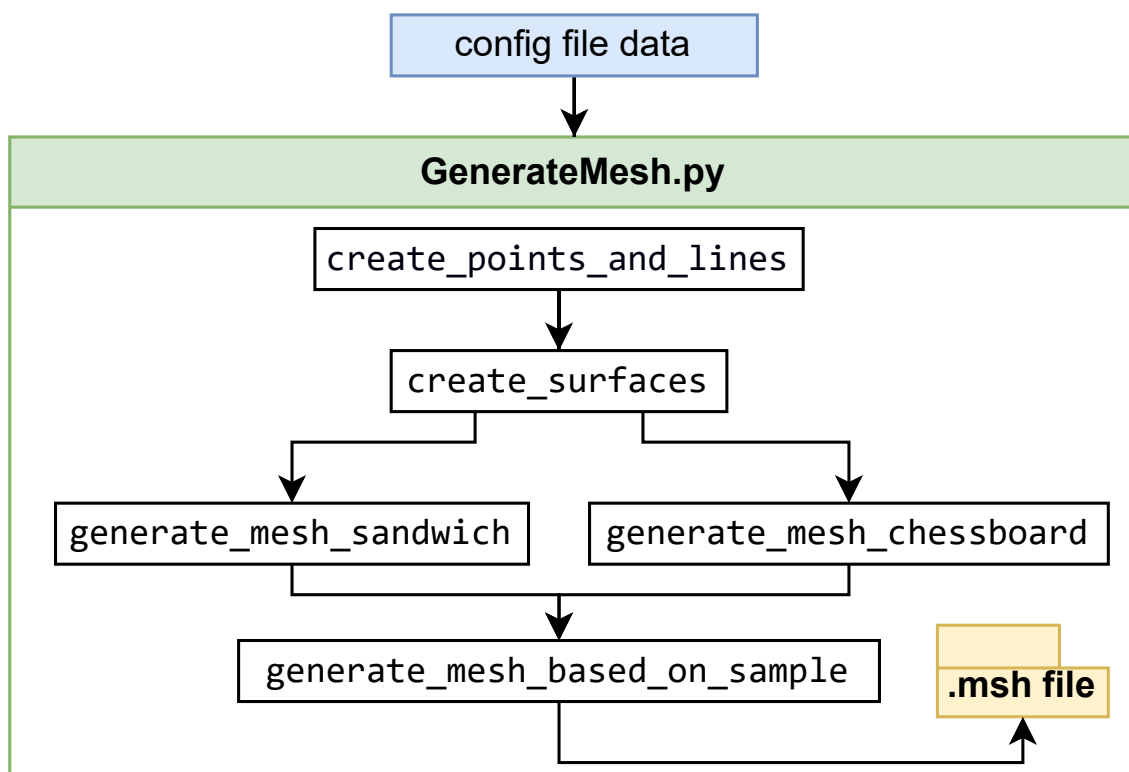 config file data
GenerateMesh.py
create_points_and_lines
create_surfaces
generate_mesh_sandwich
generate_mesh_chessboard
generate_mesh_based_on_sample
.msh file